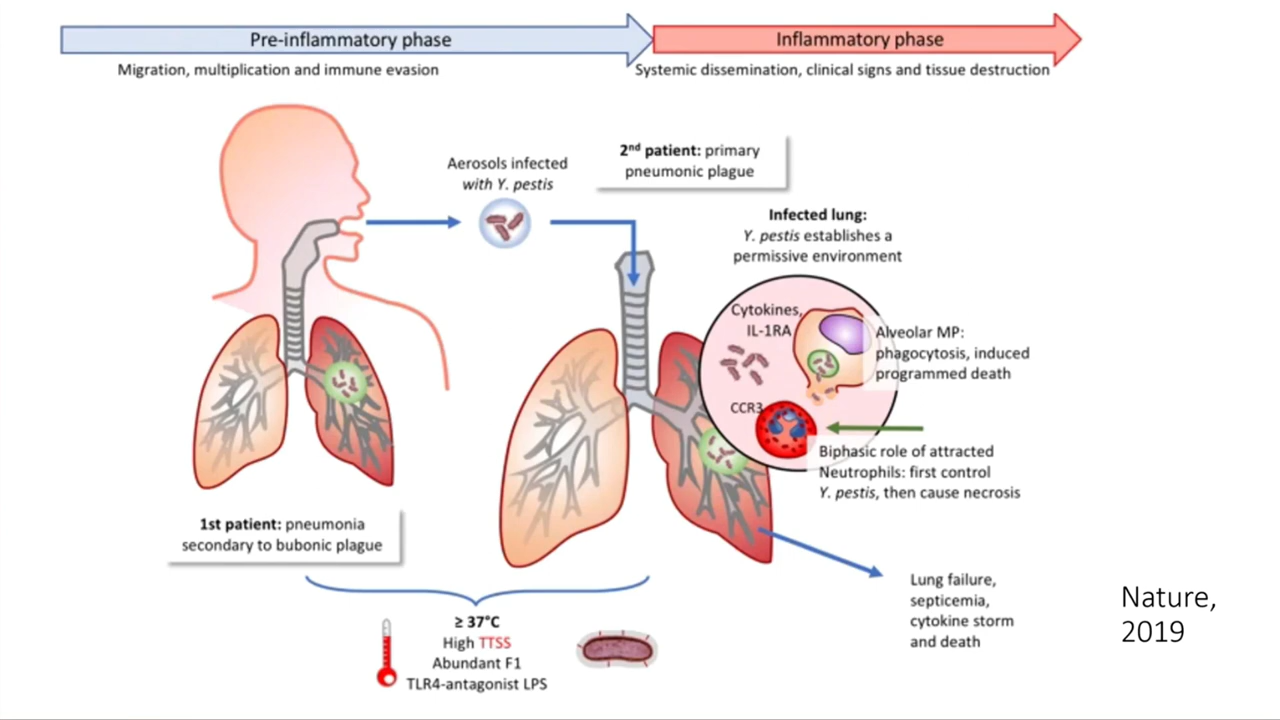 Pre-inflammatory phase
Inflammatory phase
Migration, multiplication and immune evasion
Systemic dissemination, clinical signs and tissue destruction
Aerosols infected
with Y. pestis
2nd patient: primary
pneumonic plague
Infected lung:
Y. pestis establishes a
permissive environment
Cytokines,
IL-1RA
Alveolar MP:
phagocytosis, induced
programmed death
CCR3
Biphasic role of attracted
Neutrophils: first control
Y. pestis, then cause necrosis
1st patient: pneumonia
secondary to bubonic plague
Lung failure,
septicemia,
cytokine storm
and death
≥ 37°C
High TTSS
Abundant F1
TLR4-antagonist LPS
Nature,
2019